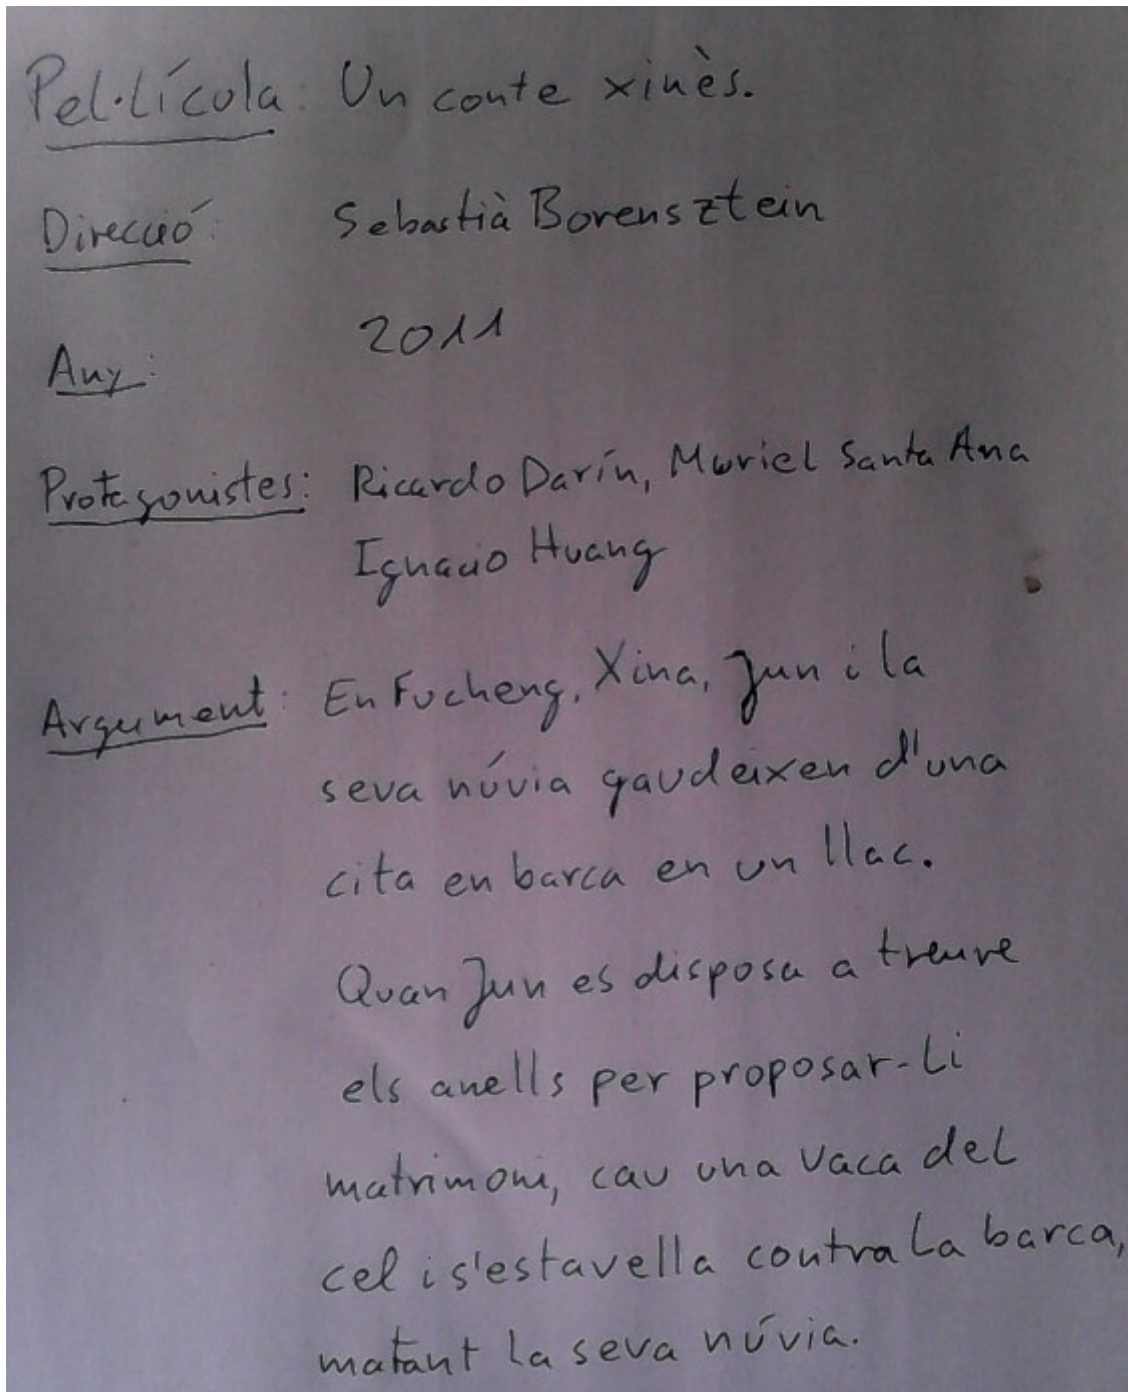 Pel·lícula: Un conte xinès.
Direcció: Sebastià Borensztein
Any: 2011
Protagonistes: Ricardo Darín, Muriel Santa Ana
Ignacio Huang
Argument: En Fucheng, Xina, Jun i la
seva núvia gaudeixen d'una
cita en barca en un llac.
Quan Jun es disposa a treure
els anells per proposar-li
matrimoni, cau una vaca del
cel i s'estavella contra la barca,
matant la seva núvia.